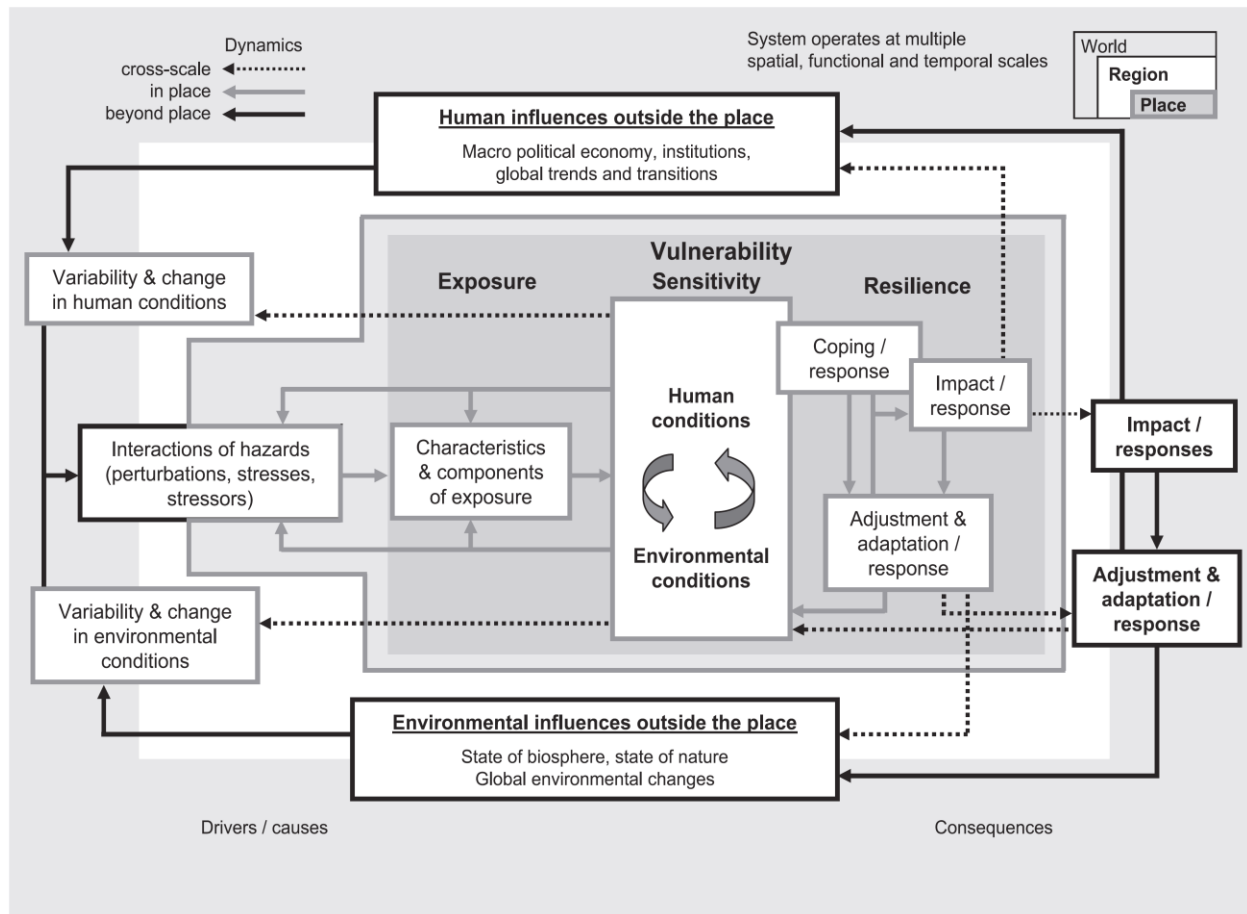 Dynamics
cross-scale
in place
beyond place
System operates at multiple
spatial, functional and temporal scales
World
Region
Place
Human influences outside the place
Macro political economy, institutions,
global trends and transitions
Variability & change
in human conditions
Vulnerability
Exposure
Sensitivity
Resilience
Coping /
response
Impact /
response
Impact /
responses
Human
conditions
Interactions of hazards
(perturbations, stresses,
stressors)
Characteristics
& components
of exposure
Environmental
conditions
Adjustment &
adaptation /
response
Adjustment &
adaptation /
response
Variability & change
in environmental
conditions
Environmental influences outside the place
State of biosphere, state of nature
Global environmental changes
Drivers / causes
Consequences